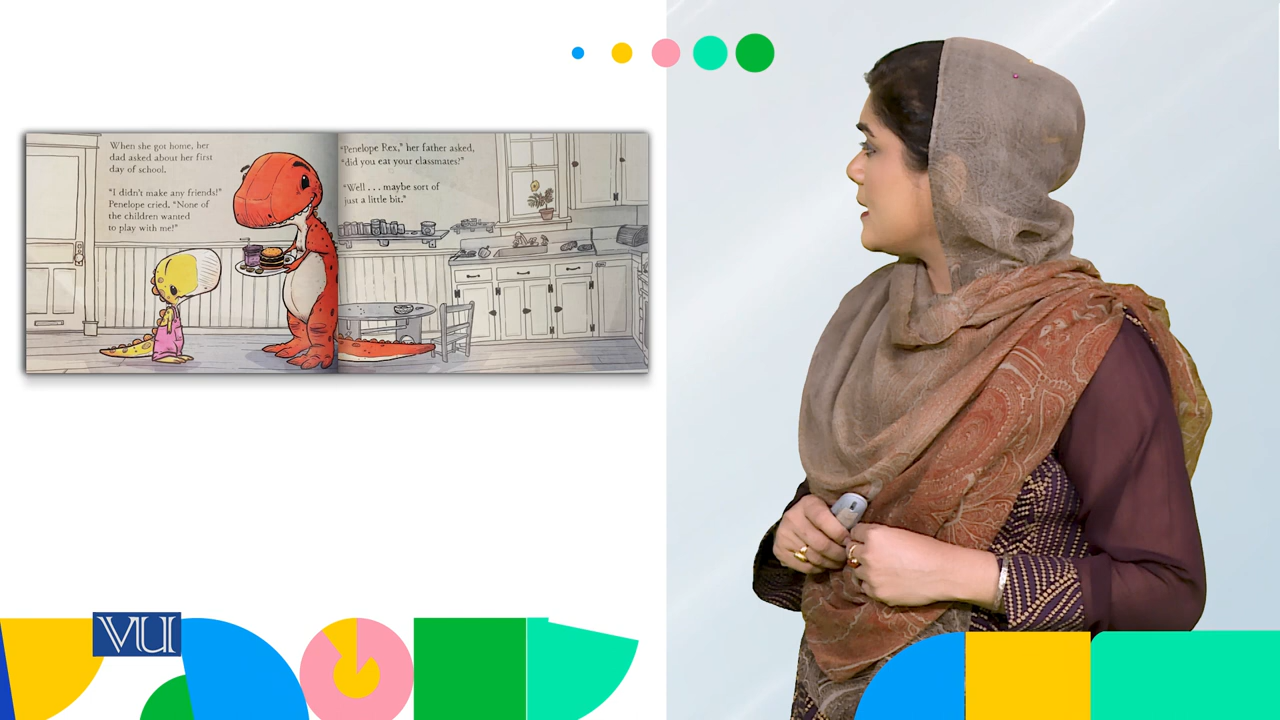 When she got home, her
dad asked about her first
day of school.
"I didn't make any friends!"
Penelope cried. "None of
the children wanted
to play with me!"
"Penelope Rex," her father asked,
"did you eat your classmates?"
"Well . . . maybe sort of
just a little bit."
VU